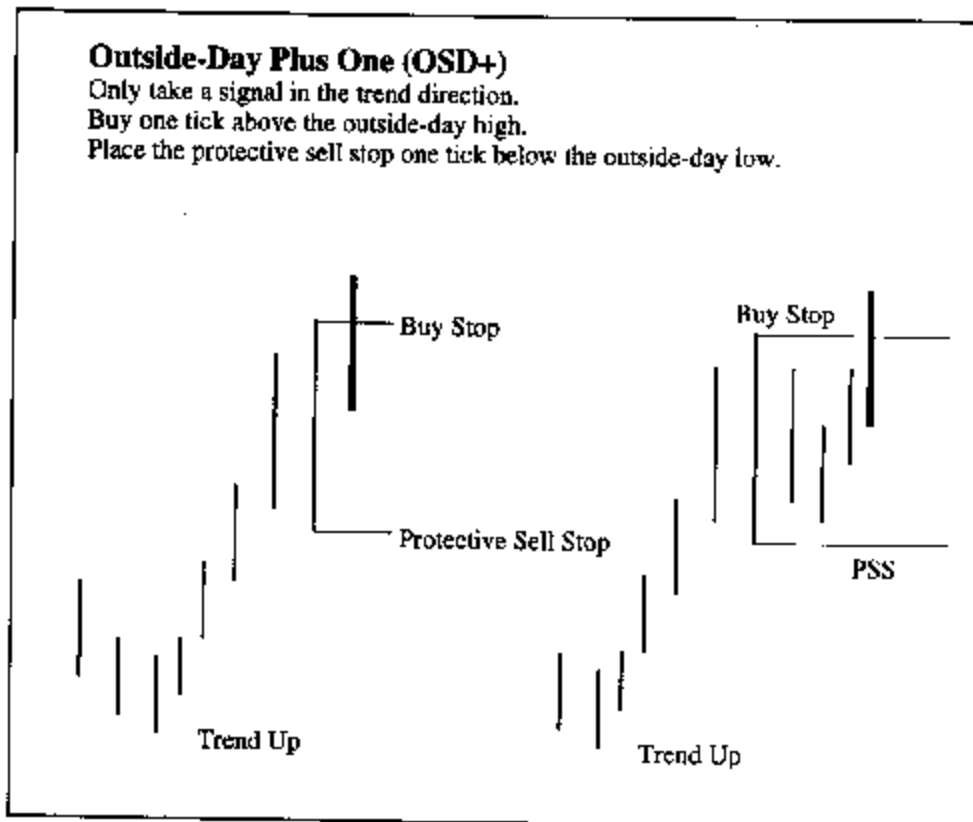 Outside-Day Plus One (OSD+)
Only take a signal in the trend direction.
Buy one tick above the outside-day high.
Place the protective sell stop one tick below the outside-day low.
Buy Stop
Buy Stop
Protective Sell Stop
PSS
Trend Up
Trend Up